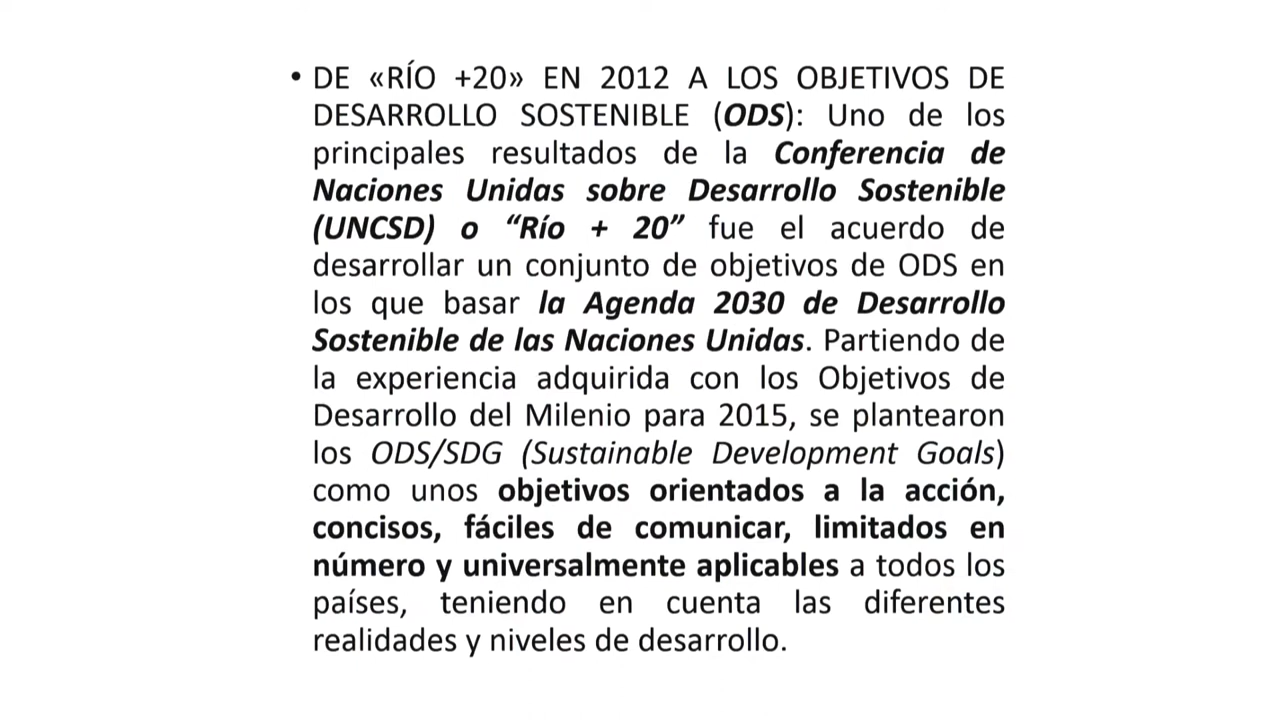 • DE «RÍO +20» EN 2012 A LOS OBJETIVOS DE
DESARROLLO SOSTENIBLE (ODS): Uno de los
principales resultados de la Conferencia de
Naciones Unidas sobre Desarrollo Sostenible
(UNCSD) o “Río + 20” fue el acuerdo de
desarrollar un conjunto de objetivos de ODS en
los que basar la Agenda 2030 de Desarrollo
Sostenible de las Naciones Unidas. Partiendo de
la experiencia adquirida con los Objetivos de
Desarrollo del Milenio para 2015, se plantearon
los ODS/SDG (Sustainable Development Goals)
como unos objetivos orientados a la acción,
concisos, fáciles de comunicar, limitados en
número y universalmente aplicables a todos los
países, teniendo en cuenta las diferentes
realidades y niveles de desarrollo.